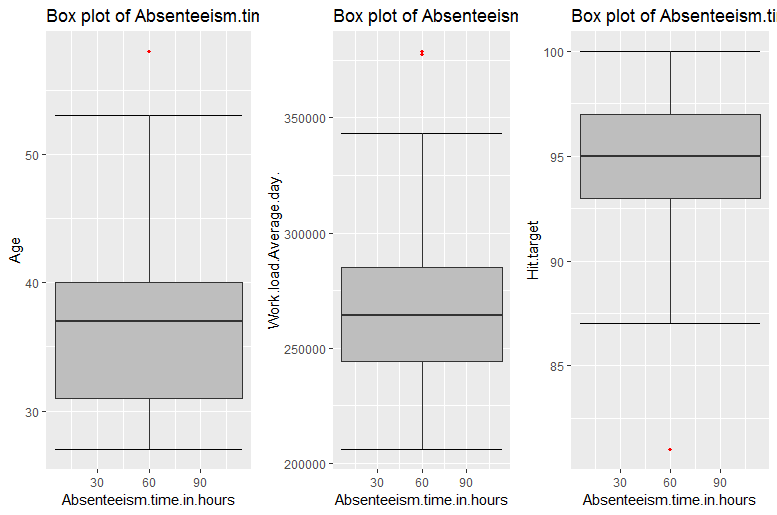 Box plot of Absenteeism.tim
Age
50
40
30
30 60 90
Absenteeism.time.in.hours
Box plot of Absenteeisn
Work.load.Average.day.
350000
300000
250000
200000
30 60 90
Absenteeism.time.in.hours
Box plot of Absenteeism.ti
Hit.target
100
95
90
85
30 60 90
Absenteeism.time.in.hours